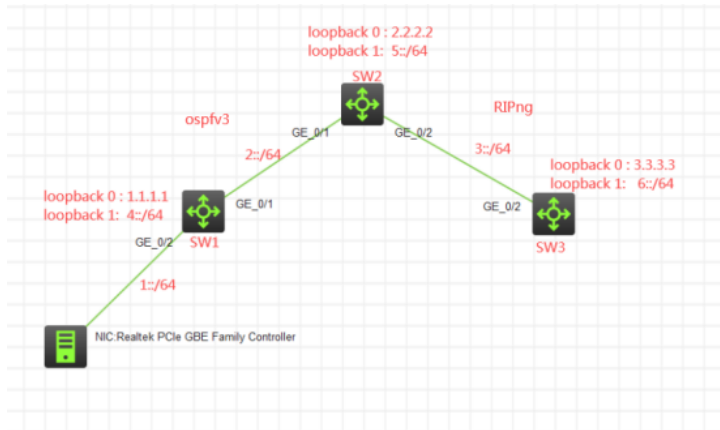 loopback 0 : 2.2.2.2
loopback 1:  5::/64
SW2
ospfv3
RIPng
GE_0/1
GE_0/2
2::/64
3::/64
loopback 0 : 3.3.3.3
loopback 1:   6::/64
loopback 0 : 1.1.1.1
loopback 1:  4::/64
GE_0/1
GE_0/2
GE_0/2
SW1
SW3
1::/64
NIC:Realtek PCIe GBE Family Controller